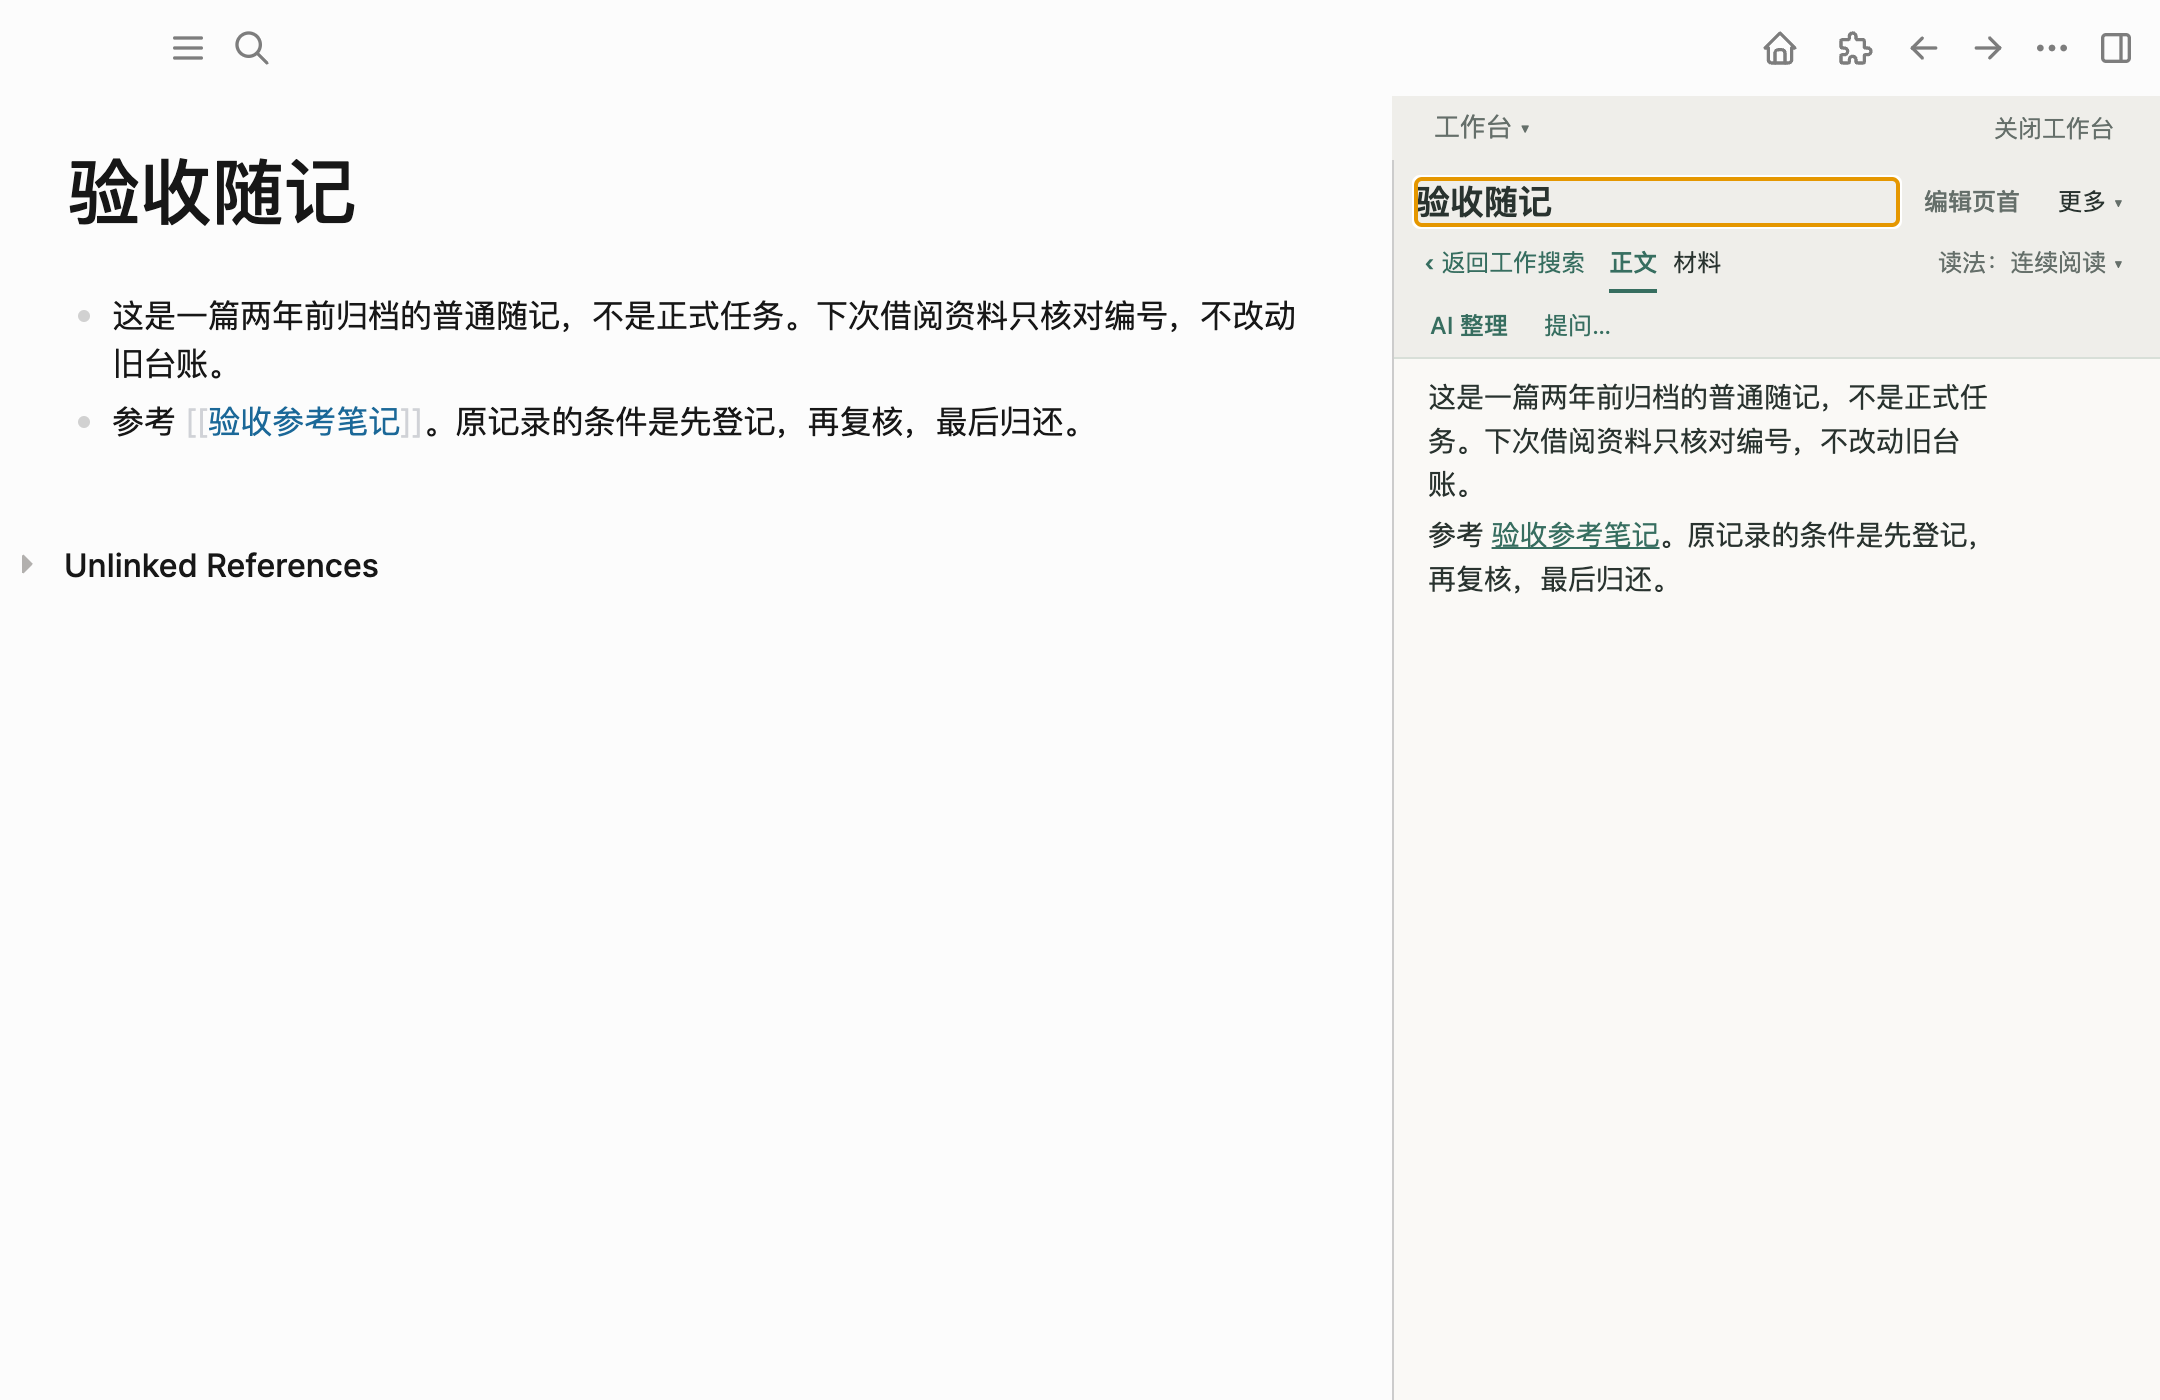 验收随记
这是一篇两年前归档的普通随记，不是正式任务。下次借阅资料只核对编号，不改动
旧台账。
参考 [[验收参考笔记]]。原记录的条件是先登记，再复核，最后归还。
Unlinked References
工作台 ▾
关闭工作台
验收随记
编辑页首
更多 ▾
‹ 返回工作搜索
正文
材料
读法：连续阅读 ▾
AI 整理
提问...
这是一篇两年前归档的普通随记，不是正式任
务。下次借阅资料只核对编号，不改动旧台
账。
参考 验收参考笔记。原记录的条件是先登记，
再复核，最后归还。